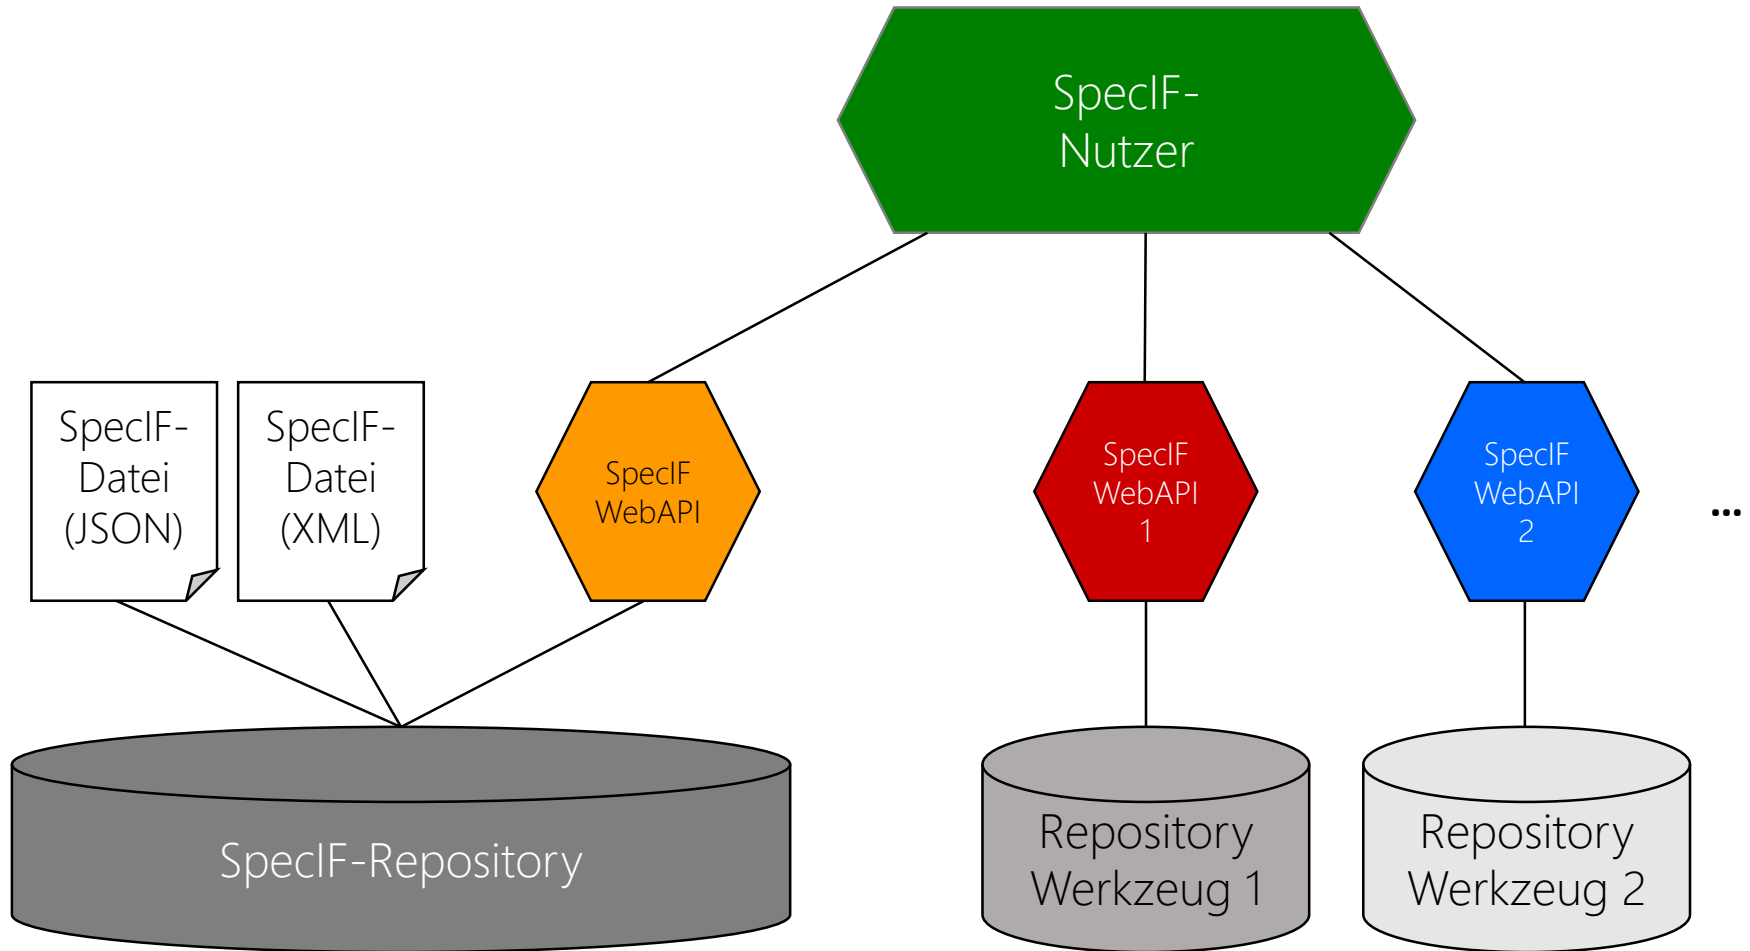 SpecIF-
Nutzer
SpecIF-
Datei
(JSON)
SpecIF-
Datei
(XML)
SpecIF
WebAPI
SpecIF
WebAPI
1
SpecIF
WebAPI
2
...
SpecIF-Repository
Repository
Werkzeug 1
Repository
Werkzeug 2